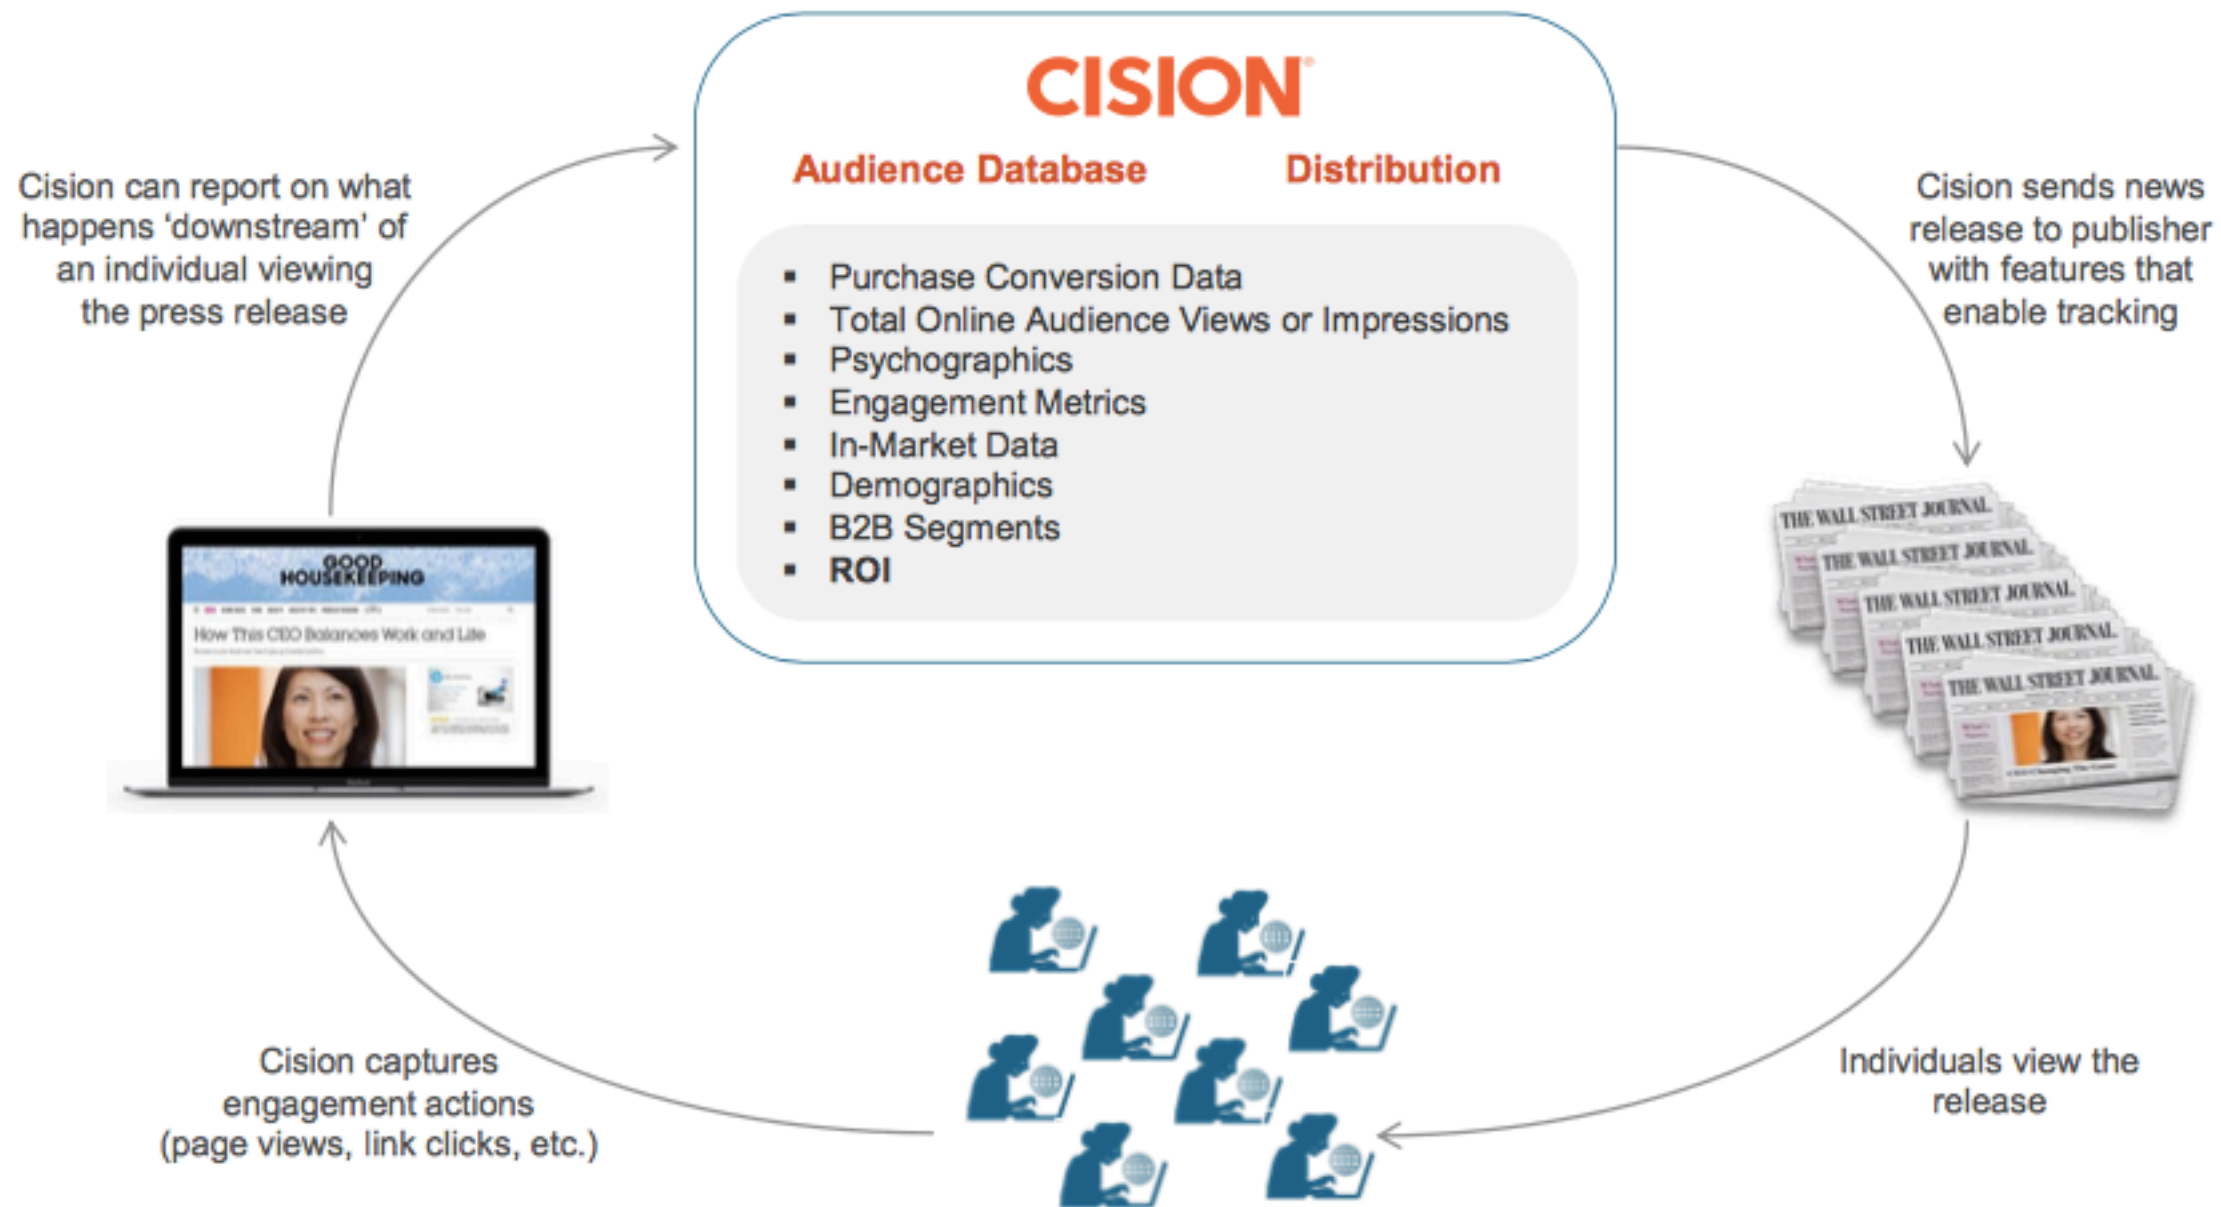 CISION®
Audience Database
Distribution
▪ Purchase Conversion Data
▪ Total Online Audience Views or Impressions
▪ Psychographics
▪ Engagement Metrics
▪ In-Market Data
▪ Demographics
▪ B2B Segments
▪ ROI
Cision sends news
release to publisher
with features that
enable tracking
THE WALL STREET JOURNAL.
THE WALL STREET JOURNAL.
THE WALL STREET JOURNAL.
THE WALL STREET JOURNAL.
THE WALL STREET JOURNAL.
What's
News
Individuals view the
release
Cision captures
engagement actions
(page views, link clicks, etc.)
GOOD
HOUSEKEEPING
How This CEO Balances Work and Life
Cision can report on what
happens ‘downstream’ of
an individual viewing
the press release